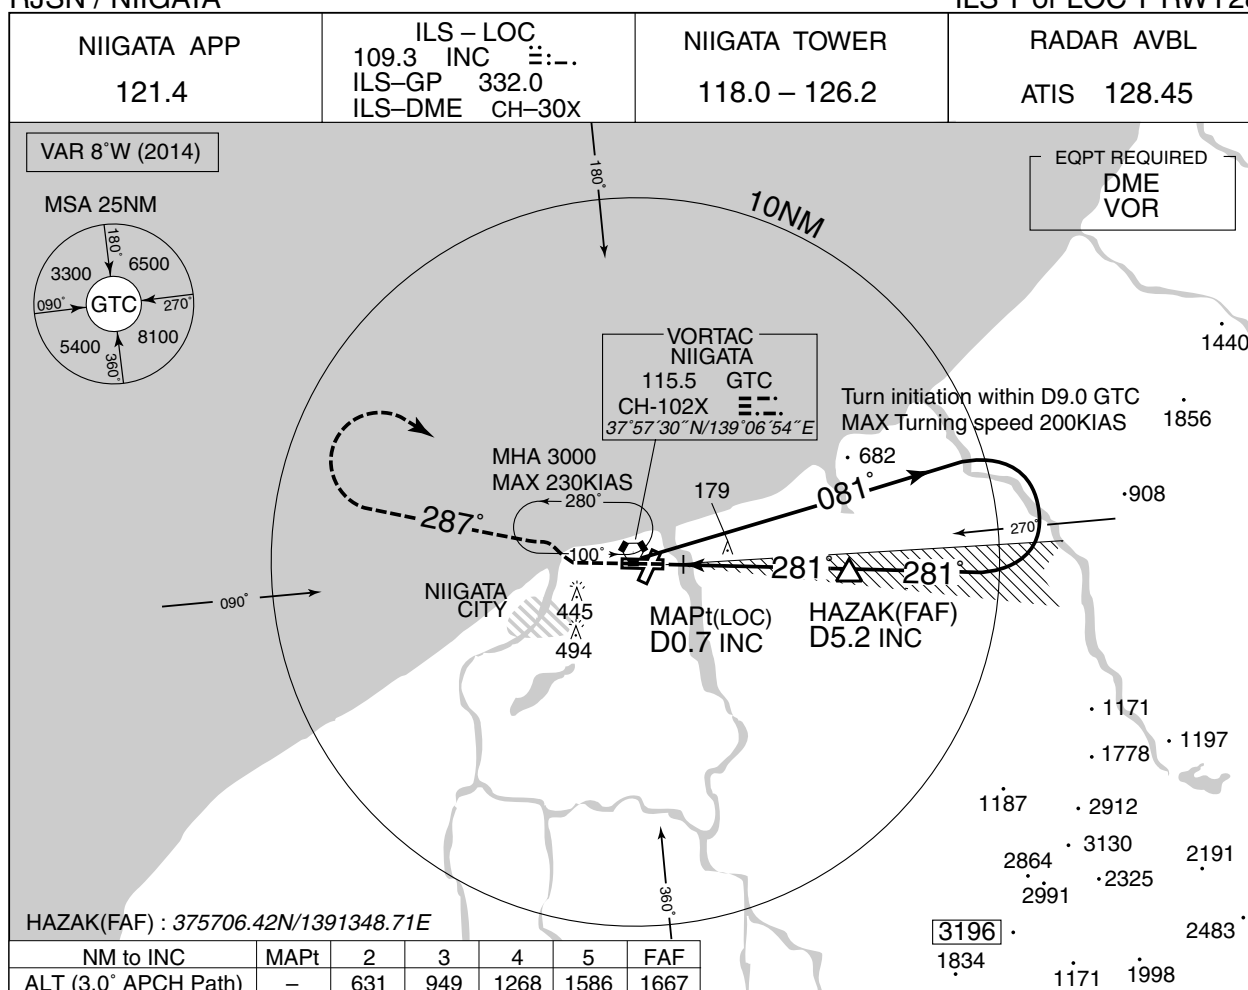 RJSN / NIIGATA
ILS Y or LOC Y RWY28
NIIGATA APP
121.4
ILS – LOC
109.3 INC
ILS–GP 332.0
ILS–DME CH–30X
NIIGATA TOWER
118.0 – 126.2
RADAR AVBL
ATIS 128.45
VAR 8°W (2014)
EQPT REQUIRED
DME
VOR
MSA 25NM
180°
3300
6500
090°
GTC
270°
5400
8100
360°
180°
10NM
VORTAC
NIIGATA
115.5 GTC
CH-102X
37°57′30″N/139°06′54″E
Turn initiation within D9.0 GTC
MAX Turning speed 200KIAS
1440
1856
682
908
MHA 3000
MAX 230KIAS
280°
100°
179
081°
287°
270°
281°
281°
090°
NIIGATA
CITY
445
494
MAPt(LOC)
D0.7 INC
HAZAK(FAF)
D5.2 INC
1171
1197
1778
1187
2912
3130
2864
2191
2325
2991
360°
3196
2483
1834
1171
1998
HAZAK(FAF) : 375706.42N/1391348.71E
NM to INC MAPt 2 3 4 5 FAF
ALT (3.0° APCH Path) – 631 949 1268 1586 1667